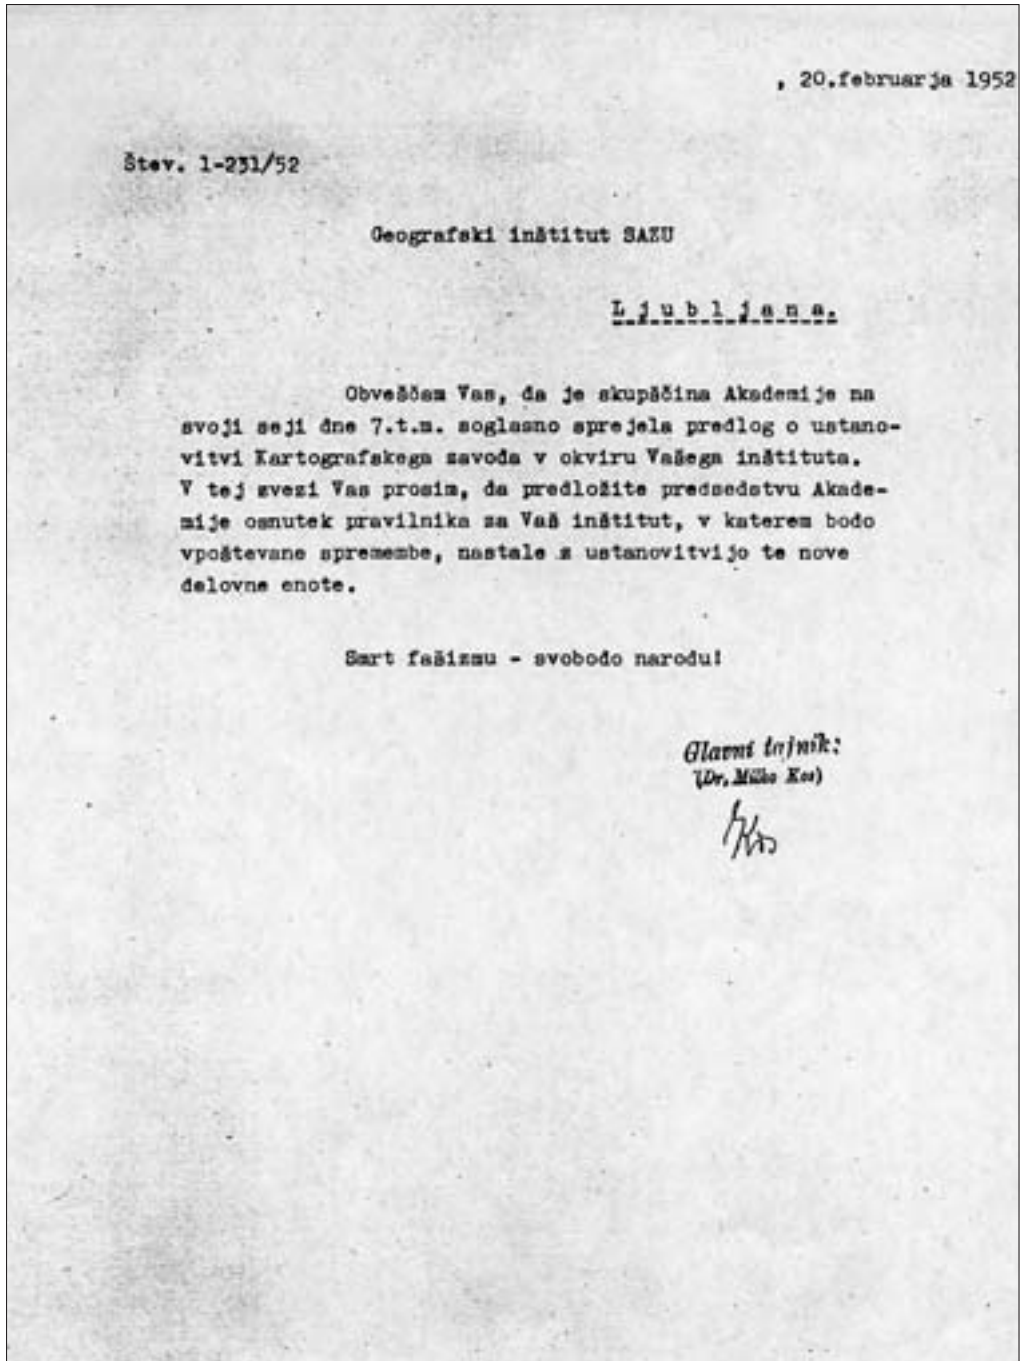 , 20.februarja 1952
Štev. 1-231/52
Geografski inštitut SAZU
Ljubljana.
Obveščam Vas, da je skupščina Akademije na
svoji seji dne 7.t.m. soglasno sprejela predlog o ustano-
vitvi Kartografskega zavoda v okviru Vašega inštituta.
V tej zvezi Vas prosim, da predložite predsedstvu Akade-
mije osnutek pravilnika za Vaš inštitut, v katerem bodo
vpoštevane spremembe, nastale z ustanovitvijo te nove
delovne enote.
Smrt fašizmu - svobodo narodu!
Glavni tajnik:
(Dr. Milko Kos)
Kos